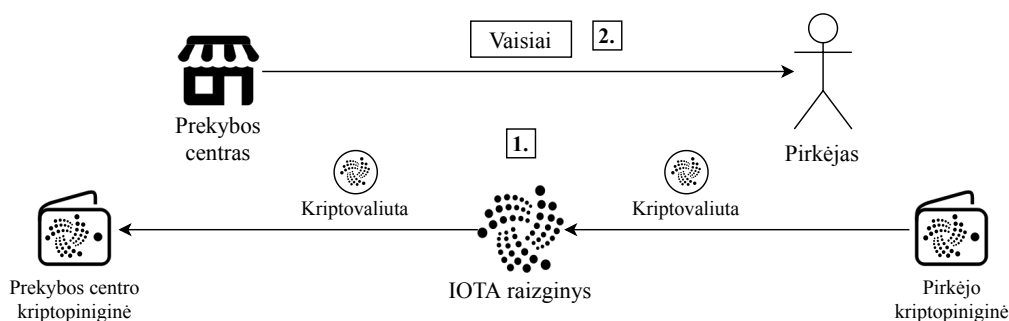 Vaisiai
2.
Prekybos
centras
Pirkėjas
1.
Kriptovaliuta
Kriptovaliuta
Prekybos centro
kriptopiniginė
IOTA raizginys
Pirkėjo
kriptopiniginė